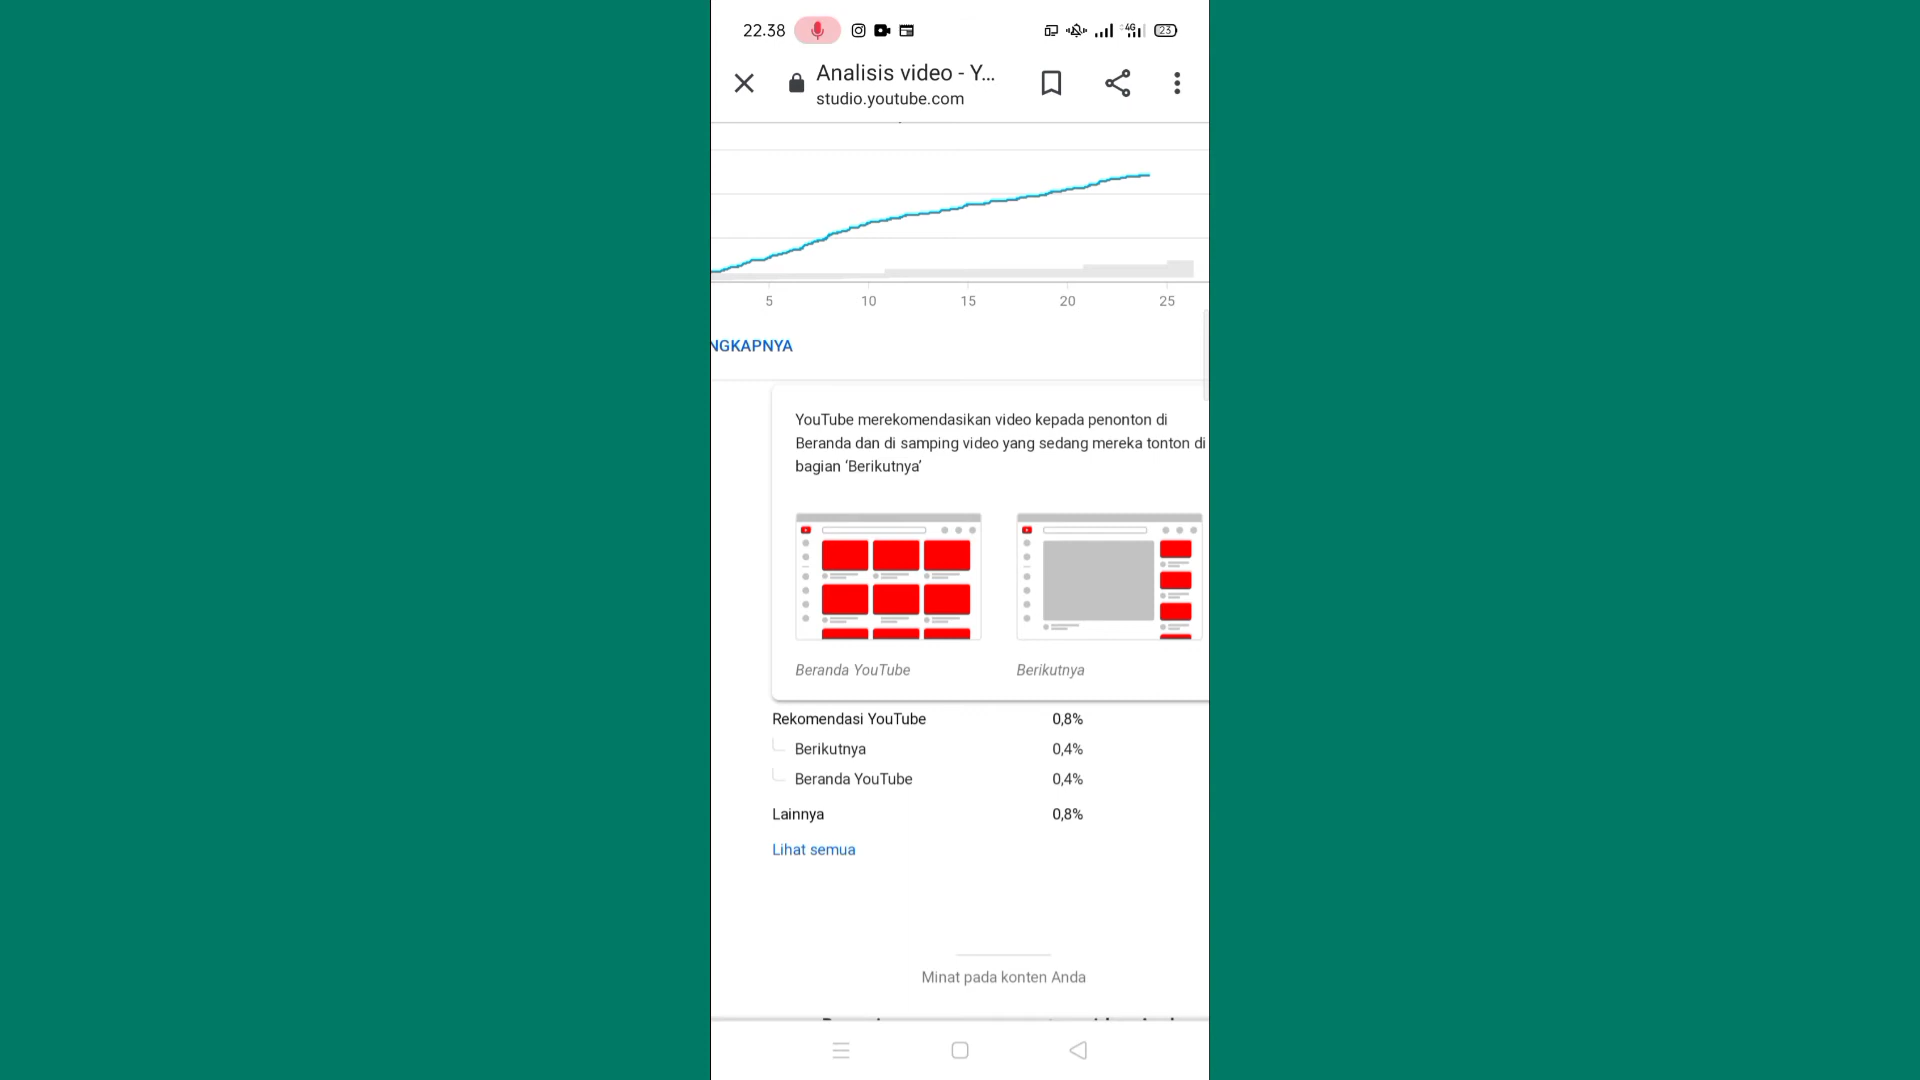 22.38
4G
23
Analisis video - Y...
studio.youtube.com
5 10 15 20 25
NGKAPNYA
YouTube merekomendasikan video kepada penonton di
Beranda dan di samping video yang sedang mereka tonton di
bagian ‘Berikutnya’
Beranda YouTube Berikutnya
Rekomendasi YouTube 0,8%
Berikutnya 0,4%
Beranda YouTube 0,4%
Lainnya 0,8%
Lihat semua
Minat pada konten Anda